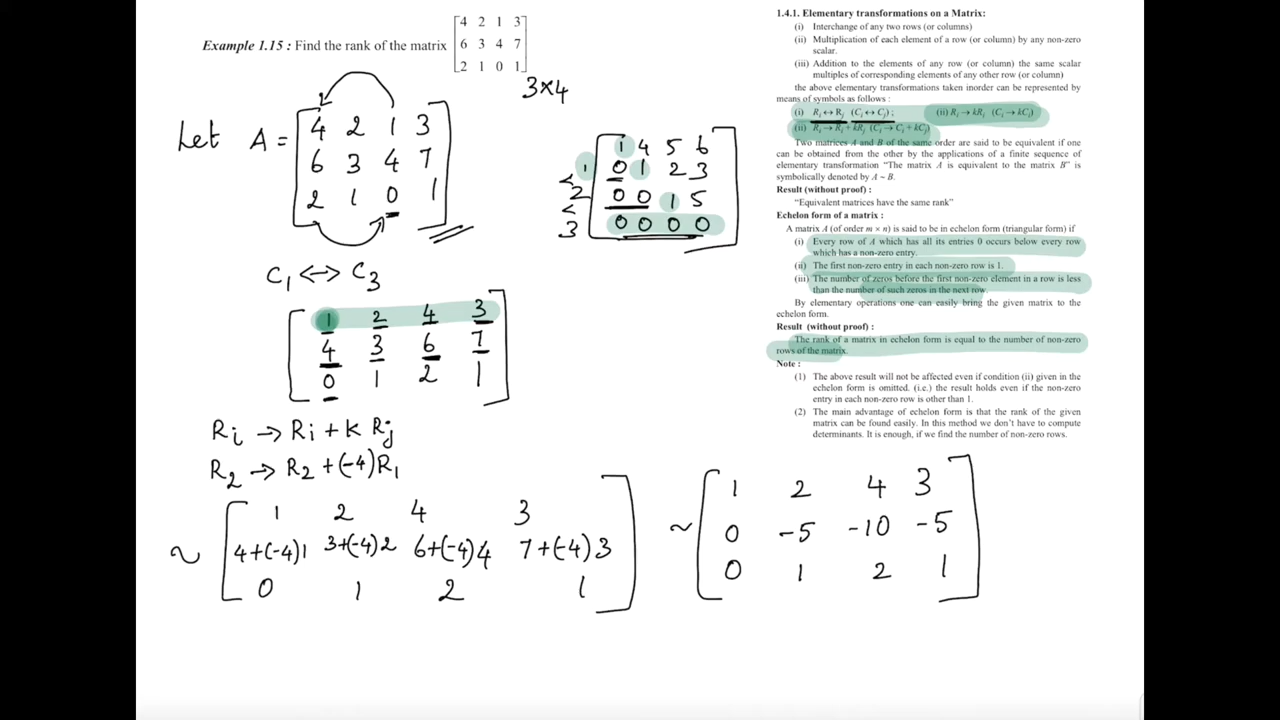 Example 1.15 : Find the rank of the matrix
4 2 1 3
6 3 4 7
2 1 0 1
3×4
Let A =
4 2 1 3
6 3 4 7
2 1 0 1
C₁ ↔ C₃
1 2 4 3
4 3 6 7
0 1 2 1
Rᵢ → Rᵢ + k Rⱼ
R₂ → R₂ + (-4)R₁
~
1 2 4 3
4+(-4)1 3+(-4)2 6+(-4)4 7+(-4)3
0 1 2 1
1 4 5 6
1 0 1 2 3
<
2 0 0 1 5
<
3 0 0 0 0
~
1 2 4 3
0 -5 -10 -5
0 1 2 1
1.4.1. Elementary transformations on a Matrix:
(i) Interchange of any two rows (or columns)
(ii) Multiplication of each element of a row (or column) by any non-zero
scalar.
(iii) Addition to the elements of any row (or column) the same scalar
multiples of corresponding elements of any other row (or column)
the above elementary transformations taken inorder can be represented by
means of symbols as follows :
(i) Rᵢ ↔ Rⱼ (Cᵢ ↔ Cⱼ) ; (ii) Rᵢ → kRᵢ (Cᵢ → kCᵢ)
(ii) Rᵢ → Rᵢ + kRⱼ (Cᵢ → Cᵢ + kCⱼ)
Two matrices A and B of the same order are said to be equivalent if one
can be obtained from the other by the applications of a finite sequence of
elementary transformation "The matrix A is equivalent to the matrix B" is
symbolically denoted by A ~ B.
Result (without proof) :
"Equivalent matrices have the same rank"
Echelon form of a matrix :
A matrix A (of order m × n) is said to be in echelon form (triangular form) if
(i) Every row of A which has all its entries 0 occurs below every row
which has a non-zero entry.
(ii) The first non-zero entry in each non-zero row is 1.
(iii) The number of zeros before the first non-zero element in a row is less
than the number of such zeros in the next row.
By elementary operations one can easily bring the given matrix to the
echelon form.
Result (without proof) :
The rank of a matrix in echelon form is equal to the number of non-zero
rows of the matrix.
Note :
(1) The above result will not be affected even if condition (ii) given in the
echelon form is omitted. (i.e.) the result holds even if the non-zero
entry in each non-zero row is other than 1.
(2) The main advantage of echelon form is that the rank of the given
matrix can be found easily. In this method we don't have to compute
determinants. It is enough, if we find the number of non-zero rows.